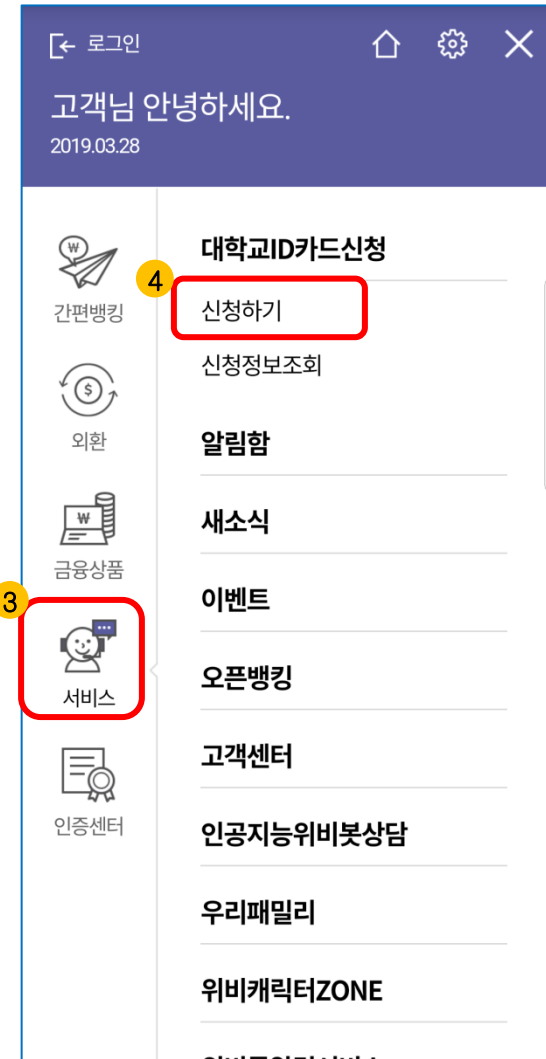 로그인
고객님 안녕하세요.
2019.03.28
간편뱅킹
외환
금융상품
3
서비스
인증센터
대학교ID카드신청
4
신청하기
신청정보조회
알림함
새소식
이벤트
오픈뱅킹
고객센터
인공지능위비봇상담
우리패밀리
위비캐릭터ZONE